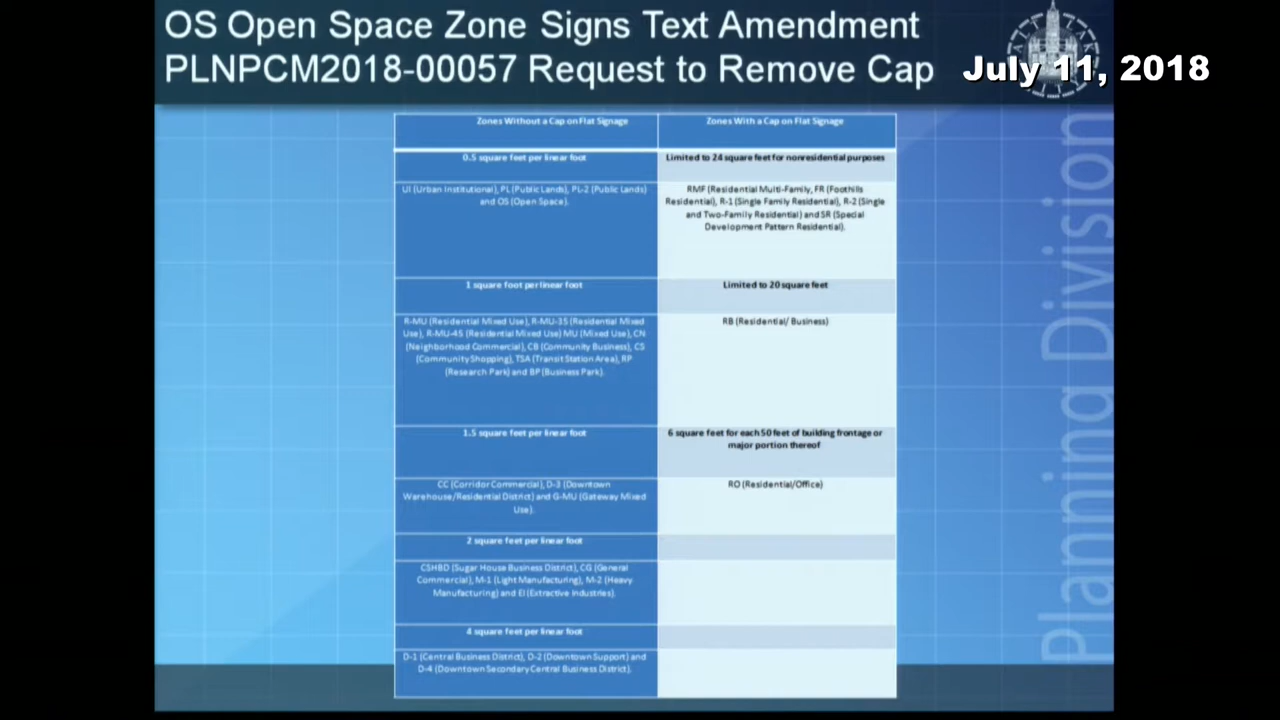 OS Open Space Zone Signs Text Amendment
PLNPCM2018-00057 Request to Remove Cap
July 11, 2018
Zones Without a Cap on Flat Signage
Zones With a Cap on Flat Signage
0.5 square feet per linear foot
Limited to 24 square feet for nonresidential purposes
UI (Urban Institutional), PL (Public Lands), PL-2 (Public Lands)
and OS (Open Space).
RMF (Residential Multi-Family, FR (Foothills
Residential), R-1 (Single Family Residential), R-2 (Single
and Two-Family Residential) and SR (Special
Development Pattern Residential).
1 square foot per linear foot
Limited to 20 square feet
R-MU (Residential Mixed Use), R-MU-35 (Residential Mixed
Use), R-MU-45 (Residential Mixed Use) MU (Mixed Use), CN
(Neighborhood Commercial), CB (Community Business), CS
(Community Shopping), TSA (Transit Station Area), RP
(Research Park) and BP (Business Park).
RB (Residential/ Business)
1.5 square feet per linear foot
6 square feet for each 50 feet of building frontage or
major portion thereof
CC (Corridor Commercial), D-3 (Downtown
Warehouse/Residential District) and G-MU (Gateway Mixed
Use).
RO (Residential/Office)
2 square feet per linear foot
CSHBD (Sugar House Business District), CG (General
Commercial), M-1 (Light Manufacturing), M-2 (Heavy
Manufacturing) and EI (Extractive Industries).
4 square feet per linear foot
D-1 (Central Business District), D-2 (Downtown Support) and
D-4 (Downtown Secondary Central Business District).
Planning Division